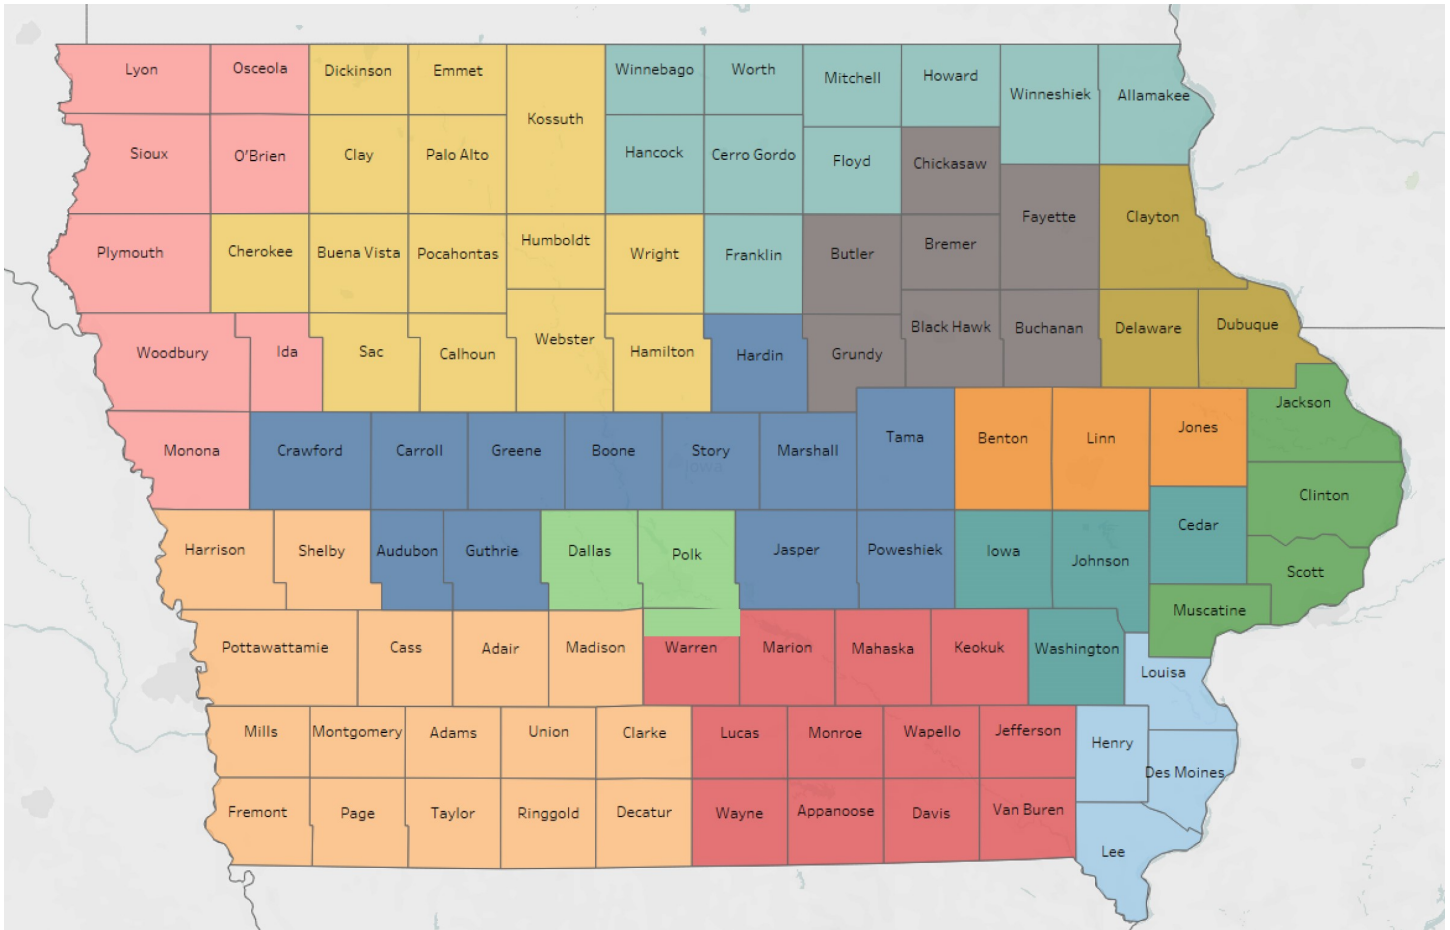 Lyon
Osceola
Dickinson
Emmet
Kossuth
Winnebago
Worth
Mitchell
Howard
Winneshiek
Allamakee
Sioux
O'Brien
Clay
Palo Alto
Hancock
Cerro Gordo
Floyd
Chickasaw
Fayette
Clayton
Plymouth
Cherokee
Buena Vista
Pocahontas
Humboldt
Wright
Franklin
Butler
Bremer
Woodbury
Ida
Sac
Calhoun
Webster
Hamilton
Hardin
Grundy
Black Hawk
Buchanan
Delaware
Dubuque
Monona
Crawford
Carroll
Greene
Boone
Story
Iowa
Marshall
Tama
Benton
Linn
Jones
Jackson
Clinton
Harrison
Shelby
Audubon
Guthrie
Dallas
Polk
Jasper
Poweshiek
Iowa
Johnson
Cedar
Scott
Muscatine
Pottawattamie
Cass
Adair
Madison
Warren
Marion
Mahaska
Keokuk
Washington
Louisa
Mills
Montgomery
Adams
Union
Clarke
Lucas
Monroe
Wapello
Jefferson
Henry
Des Moines
Fremont
Page
Taylor
Ringgold
Decatur
Wayne
Appanoose
Davis
Van Buren
Lee